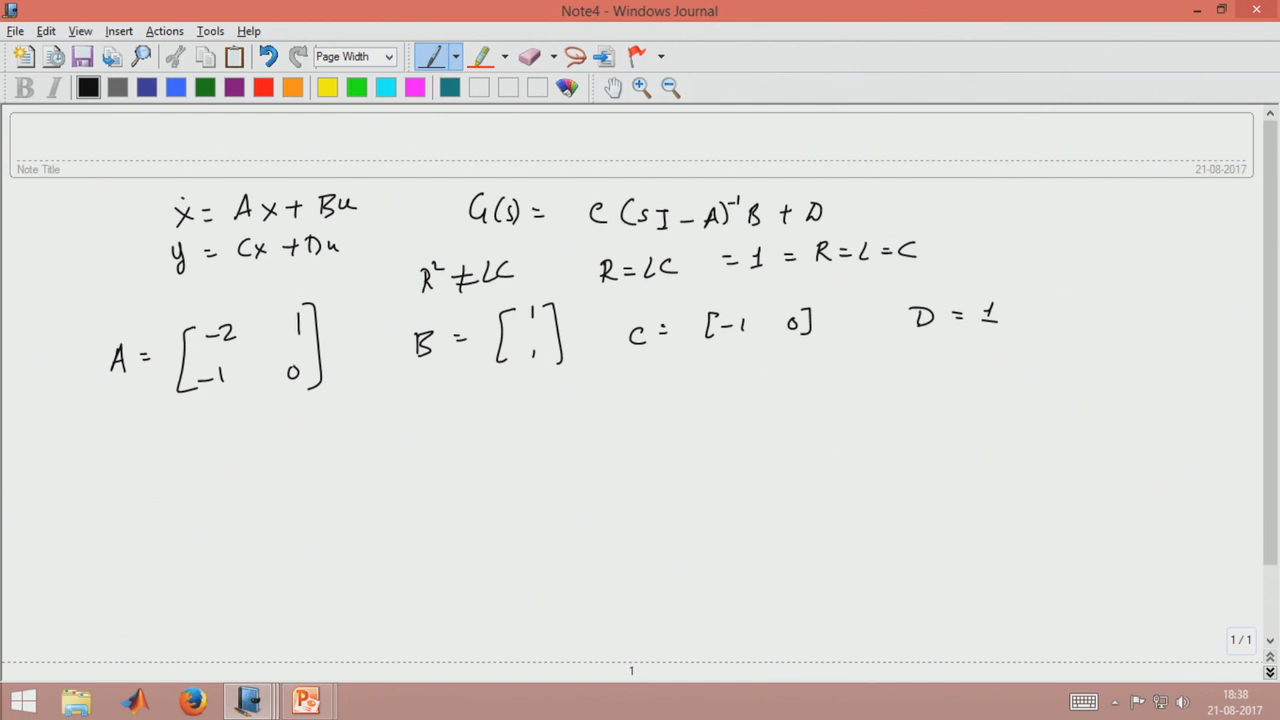 Note4 - Windows Journal
File Edit View Insert Actions Tools Help
Page Width
B I
Note Title
21-08-2017
ẋ = Ax + Bu G(s) = C (sI - A)⁻¹ B + D
y = Cx + Du
R² ≠ LC R = LC = 1 = R = L = C
A = [-2 1
-1 0] B = [1
1] C = [-1 0] D = 1
1 / 1
1
18:38
21-08-2017